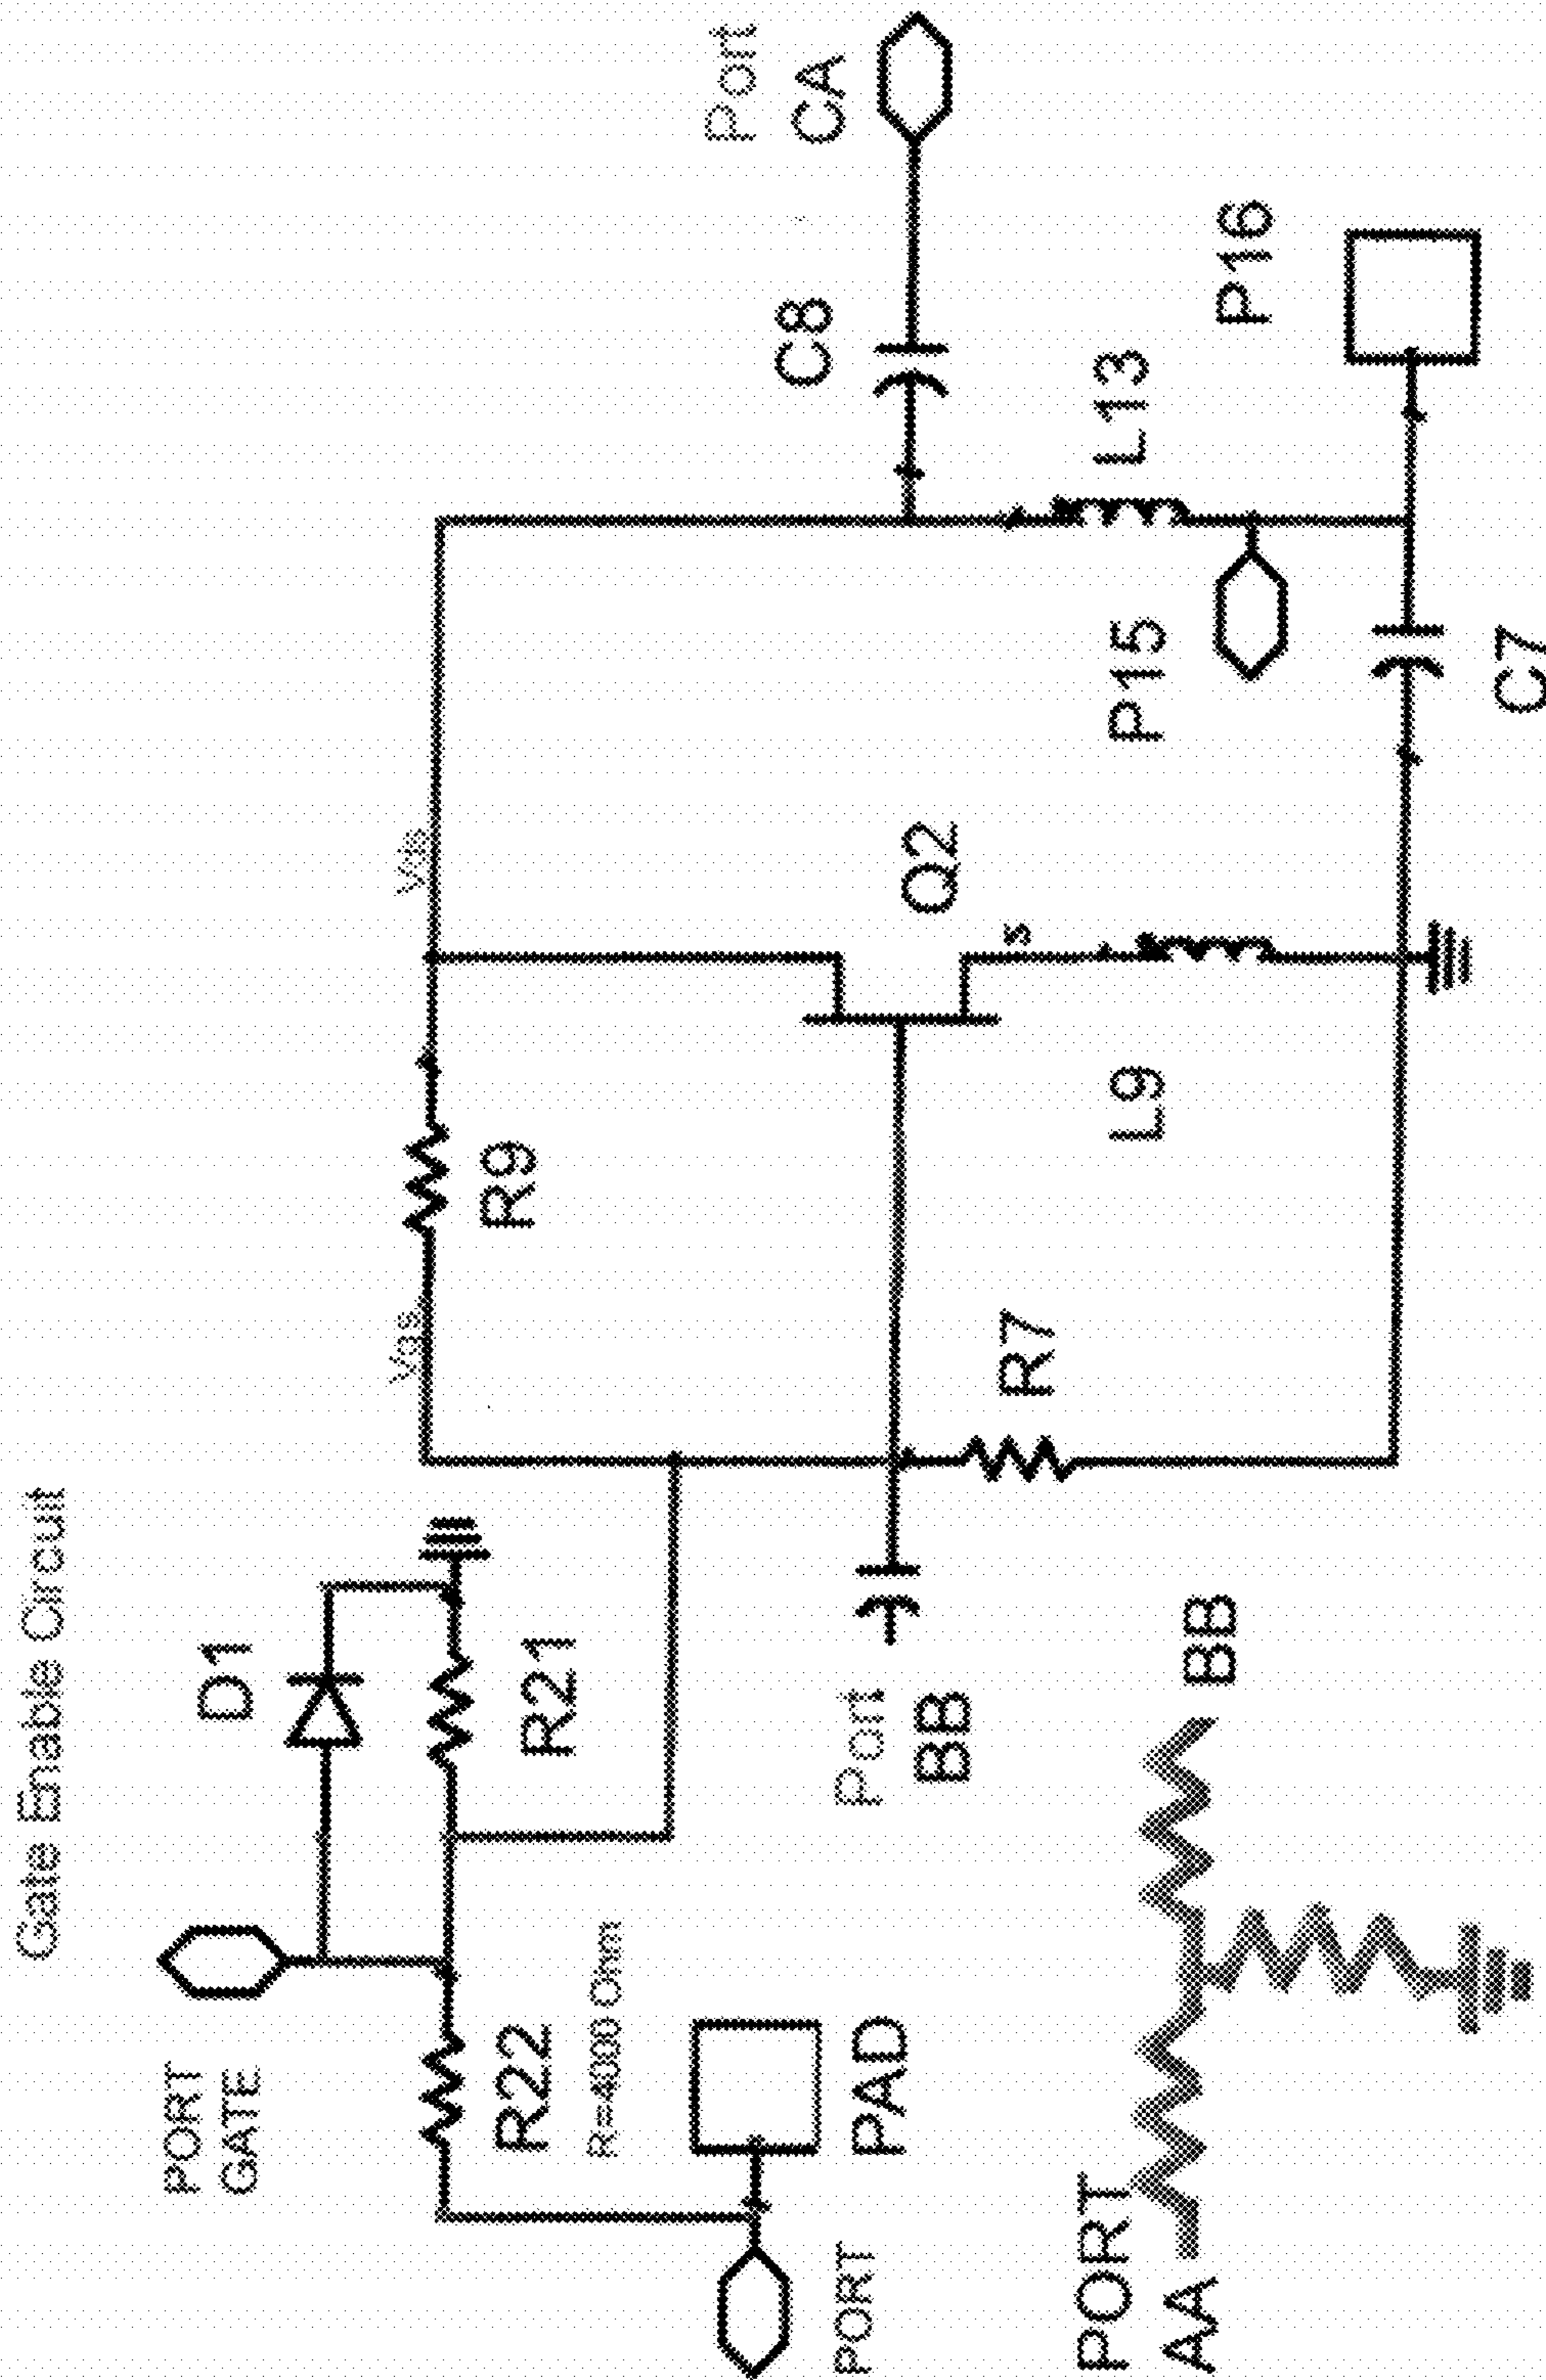 Gate Enable Circuit
PORT
GATE
D1
R21
R22
R=4000 Ohm
PAD
PORT
Vgs
R9
Port
BB
R7
Q2
s
L9
Port
CA
C8
L13
P15
P16
C7
PORT
AA
BB